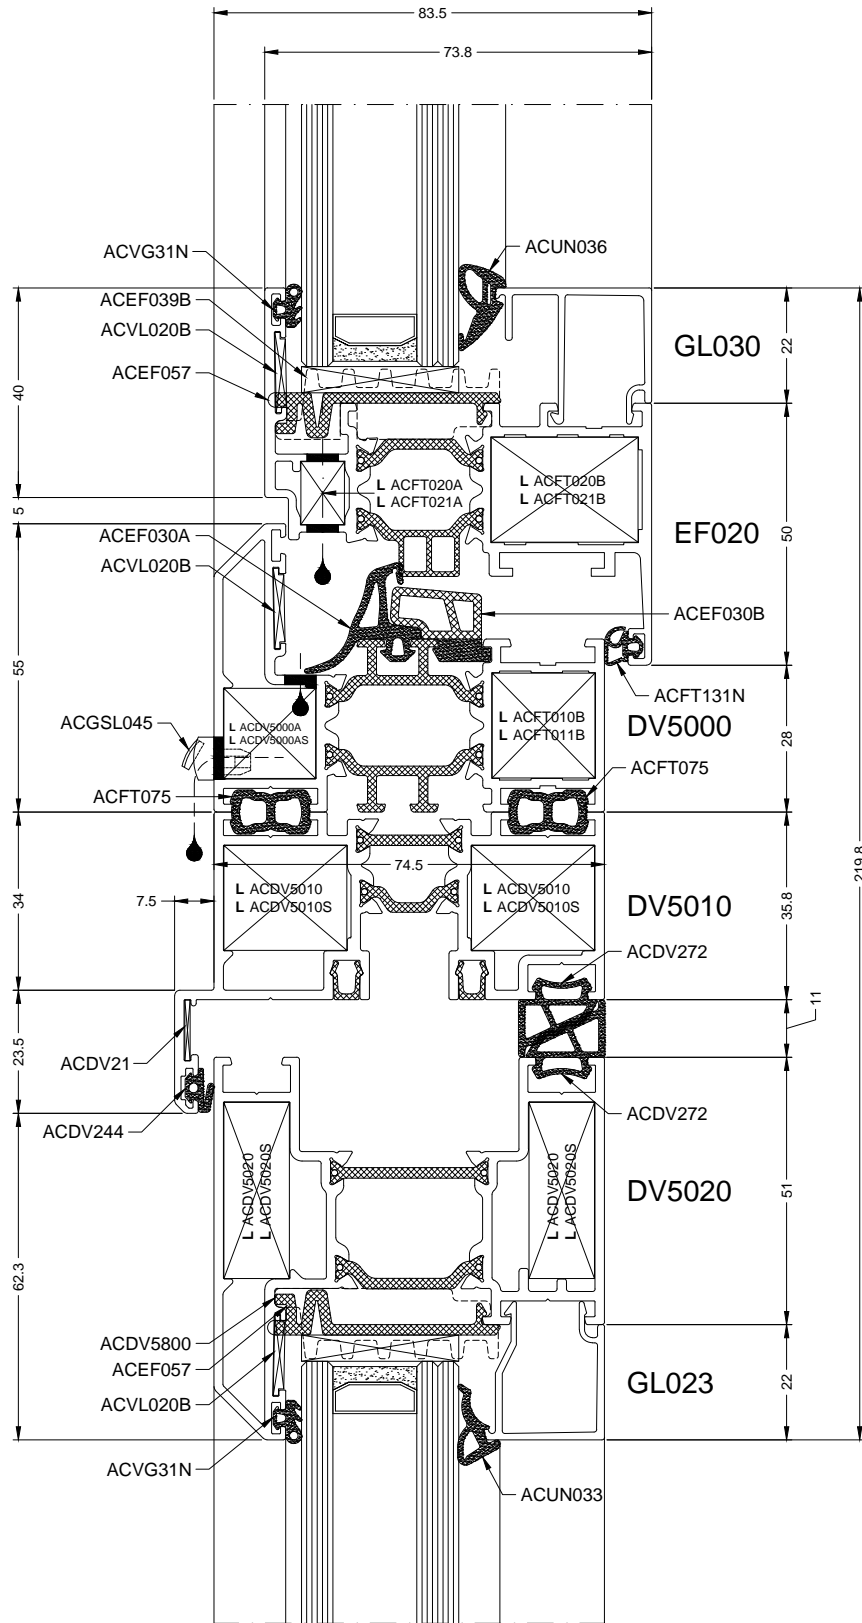 83.5
73.8
ACVG31N
ACUN036
ACEF039B
ACVL020B
GL030
22
ACEF057
40
L ACFT020A
L ACFT021A
L ACFT020B
L ACFT021B
5
EF020
50
ACEF030A
ACVL020B
ACEF030B
55
ACFT131N
ACGSL045
L ACDV5000A
L ACDV5000AS
L ACFT010B
L ACFT011B
DV5000
28
ACFT075
ACFT075
74.5
219.8
7.5
34
L ACDV5010
L ACDV5010S
L ACDV5010
L ACDV5010S
DV5010
35.8
ACDV272
11
23.5
ACDV21
ACDV244
ACDV272
L ACDV5020
L ACDV5020S
L ACDV5020
L ACDV5020S
DV5020
51
62.3
ACDV5800
ACEF057
ACVL020B
GL023
22
ACVG31N
ACUN033